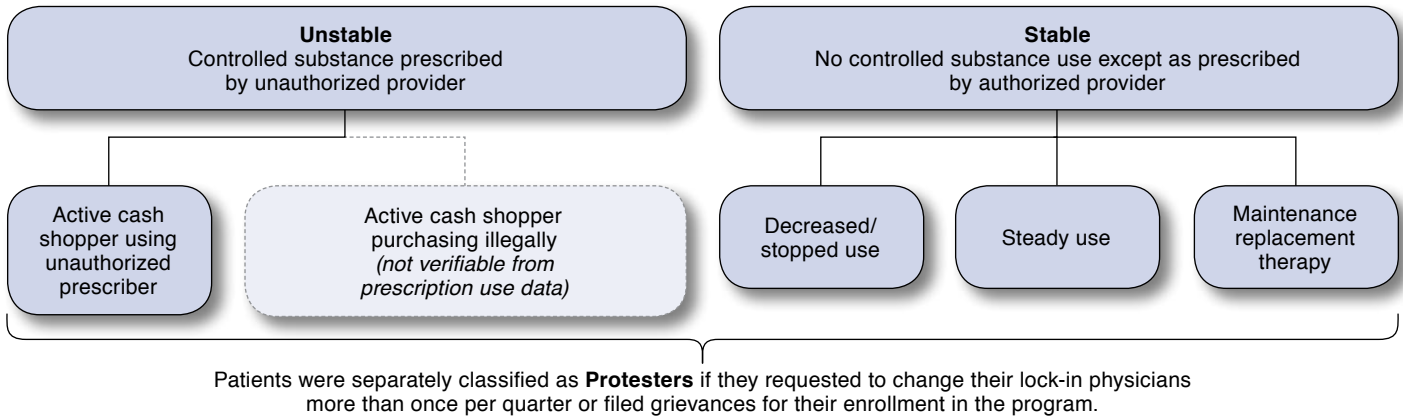 Unstable
Controlled substance prescribed
by unauthorized provider
Stable
No controlled substance use except as prescribed
by authorized provider
Active cash
shopper using
unauthorized
prescriber
Active cash shopper
purchasing illegally
(not verifiable from
prescription use data)
Decreased/
stopped use
Steady use
Maintenance
replacement
therapy
Patients were separately classified as Protesters if they requested to change their lock-in physicians
more than once per quarter or filed grievances for their enrollment in the program.